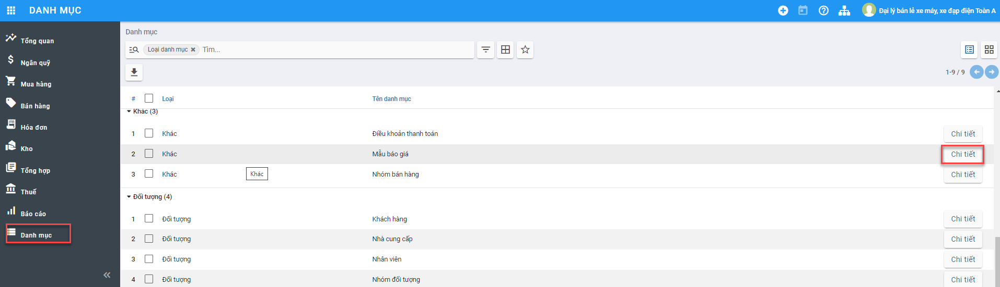 DANH MỤC
Đại lý bán lẻ xe máy, xe đạp điện Toàn A
Tổng quan
Ngân quỹ
Mua hàng
Bán hàng
Hóa đơn
Kho
Tổng hợp
Thuế
Báo cáo
Danh mục
Danh mục
Loại danh mục Tìm...
1-9 / 9
# Loại Tên danh mục
Khác (3)
1 Khác Điều khoản thanh toán Chi tiết
2 Khác Mẫu báo giá Chi tiết
3 Khác Khác Nhóm bán hàng Chi tiết
Đối tượng (4)
1 Đối tượng Khách hàng Chi tiết
2 Đối tượng Nhà cung cấp Chi tiết
3 Đối tượng Nhân viên Chi tiết
4 Đối tượng Nhóm đối tượng Chi tiết